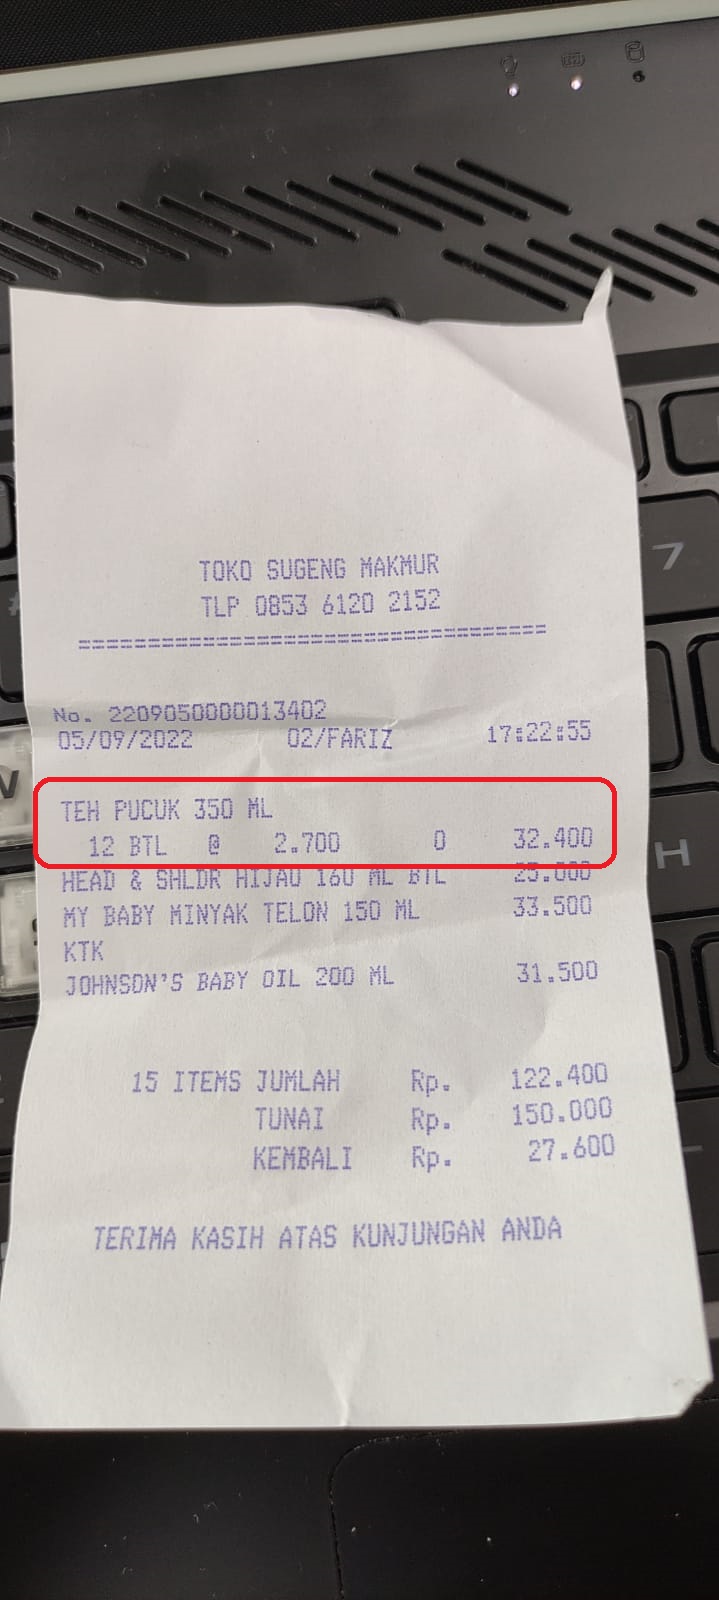 TOKO SUGENG MAKMUR
TLP 0853 6120 2152
==================================
No. 2209050000013402
05/09/2022 02/FARIZ 17:22:55
TEH PUCUK 350 ML
12 BTL @ 2.700 0 32.400
HEAD & SHLDR HIJAU 160 ML BTL 25.000
MY BABY MINYAK TELON 150 ML 33.500
KTK
JOHNSON'S BABY OIL 200 ML 31.500
15 ITEMS JUMLAH Rp. 122.400
TUNAI Rp. 150.000
KEMBALI Rp. 27.600
TERIMA KASIH ATAS KUNJUNGAN ANDA
7
H